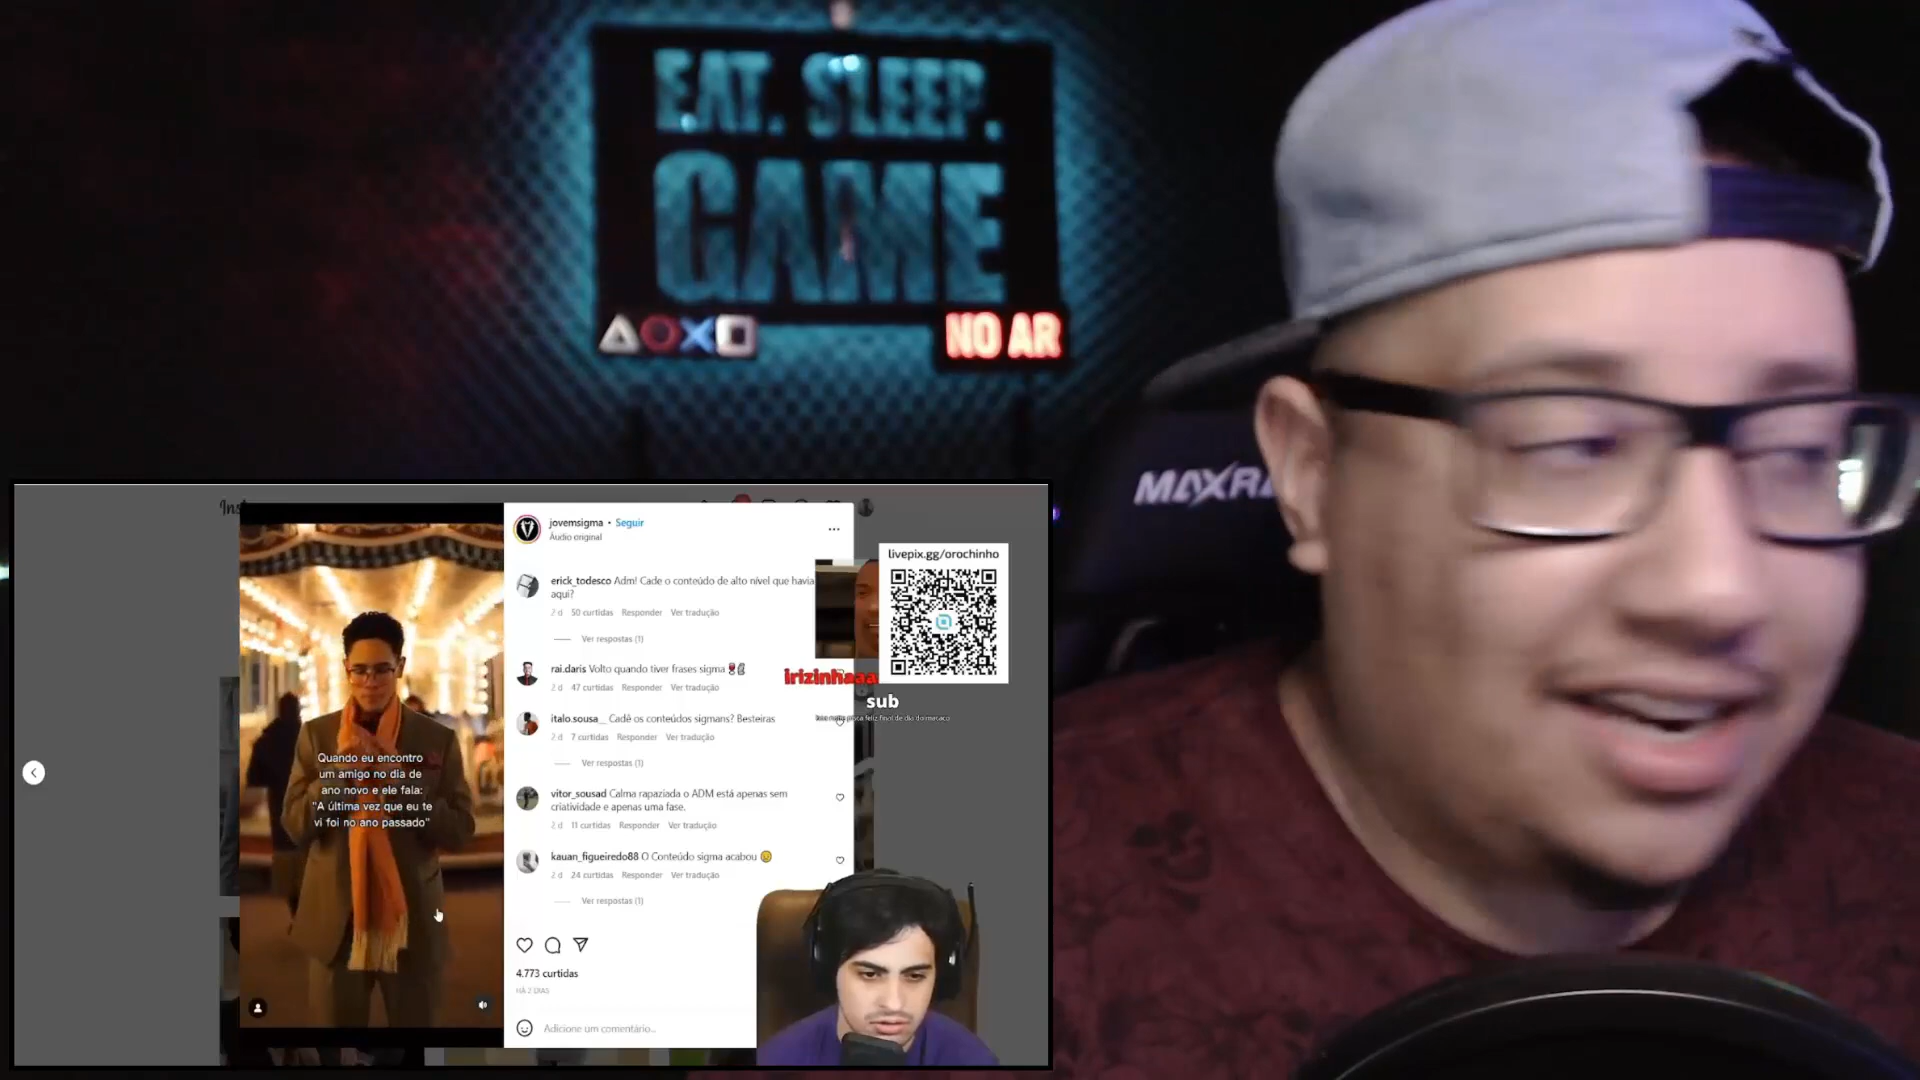 EAT. SLEEP.
GAME
NO AR
MAXRA
Ins
jovemsigma • Seguir
Áudio original
erick_todesco Adm! Cade o conteúdo de alto nível que havia
aqui?
2 d 50 curtidas Responder Ver tradução
Ver respostas (1)
rai.daris Volto quando tiver frases sigma 🍷🗿
2 d 47 curtidas Responder Ver tradução
italo.sousa__ Cadê os conteúdos sigmans? Besteiras
2 d 7 curtidas Responder Ver tradução
Ver respostas (1)
vitor_sousad Calma rapaziada o ADM está apenas sem
criatividade e apenas uma fase.
2 d 11 curtidas Responder Ver tradução
kauan_figueiredo88 O Conteúdo sigma acabou 😔
2 d 24 curtidas Responder Ver tradução
Ver respostas (1)
4.773 curtidas
HÁ 2 DIAS
Adicione um comentário...
Quando eu encontro
um amigo no dia de
ano novo e ele fala:
"A última vez que eu te
vi foi no ano passado"
livepix.gg/orochinho
irizinhaaa
sub